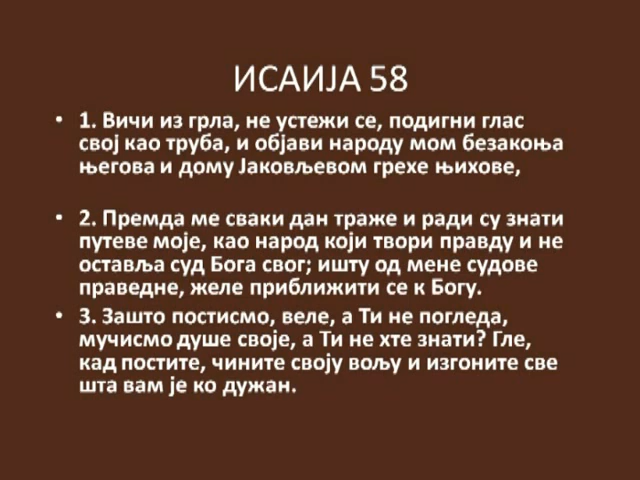 ИСАИЈА 58
• 1. Вичи из грла, не устежи се, подигни глас
свој као труба, и објави народу мом безакоња
његова и дому Јаковљевом грехе њихове,
• 2. Премда ме сваки дан траже и ради су знати
путеве моје, као народ који твори правду и не
оставља суд Бога свог; ишту од мене судове
праведне, желе приближити се к Богу.
• 3. Зашто постисмо, веле, а Ти не погледа,
мучисмо душе своје, а Ти не хте знати? Гле,
кад постите, чините своју вољу и изгоните све
шта вам је ко дужан.